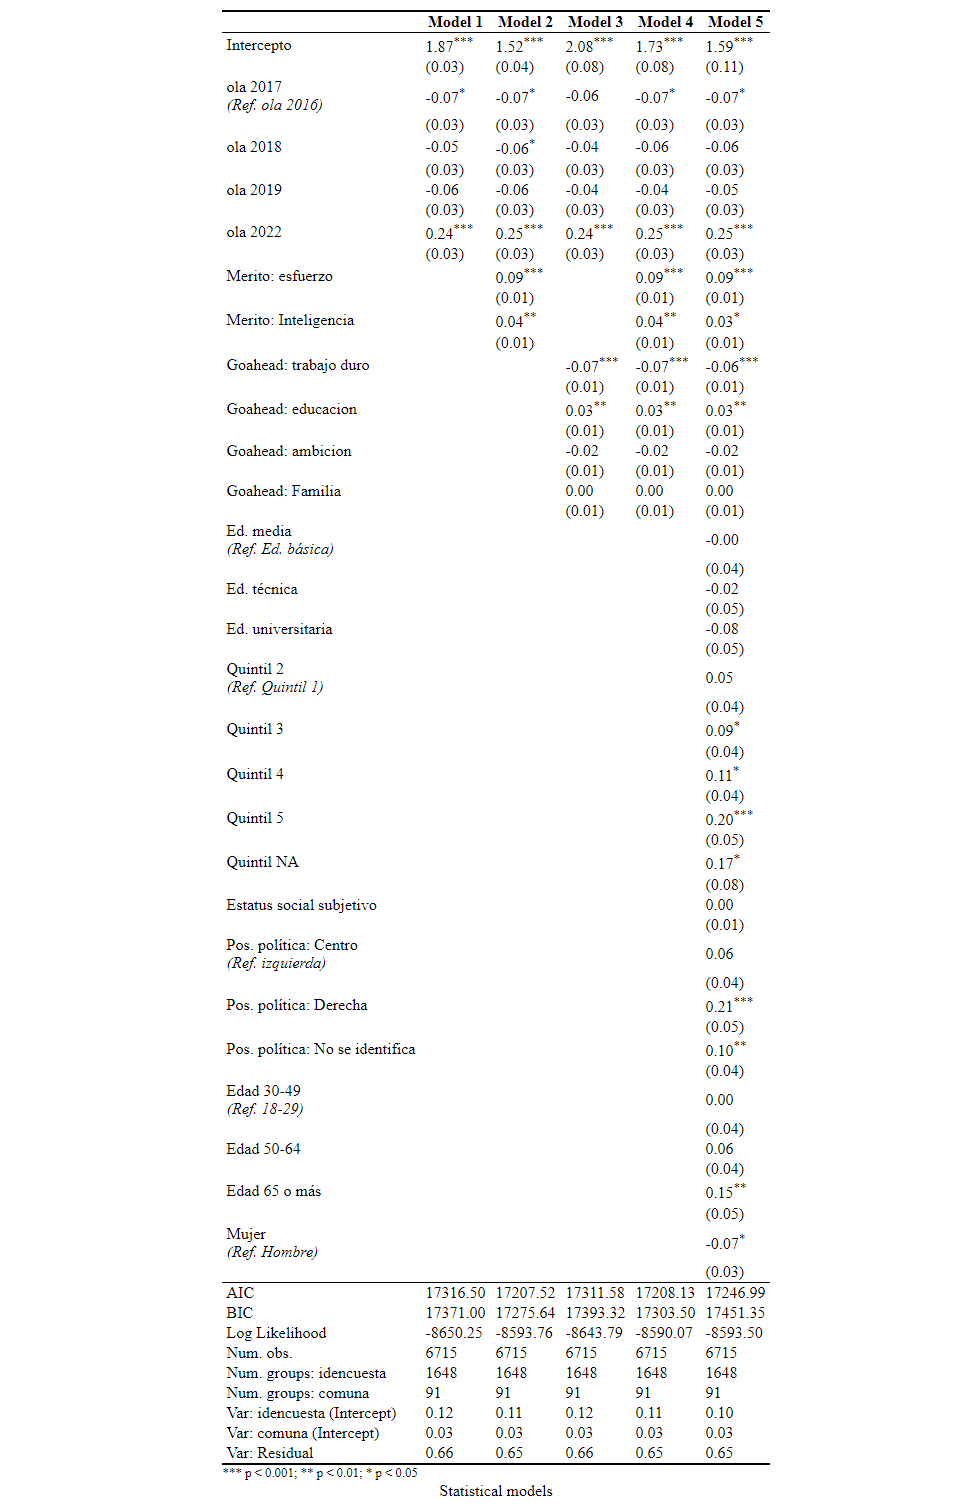 Model 1 Model 2 Model 3 Model 4 Model 5
Intercepto 1.87*** 1.52*** 2.08*** 1.73*** 1.59***
(0.03) (0.04) (0.08) (0.08) (0.11)
ola 2017
(Ref. ola 2016) -0.07* -0.07* -0.06 -0.07* -0.07*
(0.03) (0.03) (0.03) (0.03) (0.03)
ola 2018 -0.05 -0.06* -0.04 -0.06 -0.06
(0.03) (0.03) (0.03) (0.03) (0.03)
ola 2019 -0.06 -0.06 -0.04 -0.04 -0.05
(0.03) (0.03) (0.03) (0.03) (0.03)
ola 2022 0.24*** 0.25*** 0.24*** 0.25*** 0.25***
(0.03) (0.03) (0.03) (0.03) (0.03)
Merito: esfuerzo 0.09*** 0.09*** 0.09***
(0.01) (0.01) (0.01)
Merito: Inteligencia 0.04** 0.04** 0.03*
(0.01) (0.01) (0.01)
Goahead: trabajo duro -0.07*** -0.07*** -0.06***
(0.01) (0.01) (0.01)
Goahead: educacion 0.03** 0.03** 0.03**
(0.01) (0.01) (0.01)
Goahead: ambicion -0.02 -0.02 -0.02
(0.01) (0.01) (0.01)
Goahead: Familia 0.00 0.00 0.00
(0.01) (0.01) (0.01)
Ed. media
(Ref. Ed. básica) -0.00
(0.04)
Ed. técnica -0.02
(0.05)
Ed. universitaria -0.08
(0.05)
Quintil 2
(Ref. Quintil 1) 0.05
(0.04)
Quintil 3 0.09*
(0.04)
Quintil 4 0.11*
(0.04)
Quintil 5 0.20***
(0.05)
Quintil NA 0.17*
(0.08)
Estatus social subjetivo 0.00
(0.01)
Pos. política: Centro
(Ref. izquierda) 0.06
(0.04)
Pos. política: Derecha 0.21***
(0.05)
Pos. política: No se identifica 0.10**
(0.04)
Edad 30-49
(Ref. 18-29) 0.00
(0.04)
Edad 50-64 0.06
(0.04)
Edad 65 o más 0.15**
(0.05)
Mujer
(Ref. Hombre) -0.07*
(0.03)
AIC 17316.50 17207.52 17311.58 17208.13 17246.99
BIC 17371.00 17275.64 17393.32 17303.50 17451.35
Log Likelihood -8650.25 -8593.76 -8643.79 -8590.07 -8593.50
Num. obs. 6715 6715 6715 6715 6715
Num. groups: idencuesta 1648 1648 1648 1648 1648
Num. groups: comuna 91 91 91 91 91
Var: idencuesta (Intercept) 0.12 0.11 0.12 0.11 0.10
Var: comuna (Intercept) 0.03 0.03 0.03 0.03 0.03
Var: Residual 0.66 0.65 0.66 0.65 0.65
*** p < 0.001; ** p < 0.01; * p < 0.05
Statistical models